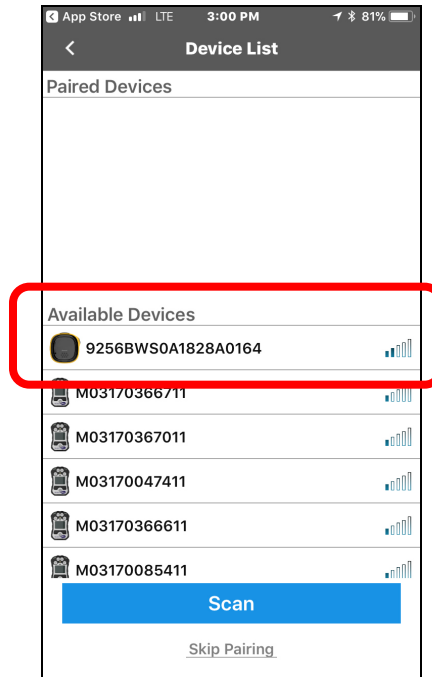 App Store LTE 3:00 PM 81%
Device List
Paired Devices
Available Devices
9256BWS0A1828A0164
M03170366711
M03170367011
M03170047411
M03170366611
M03170085411
Scan
Skip Pairing